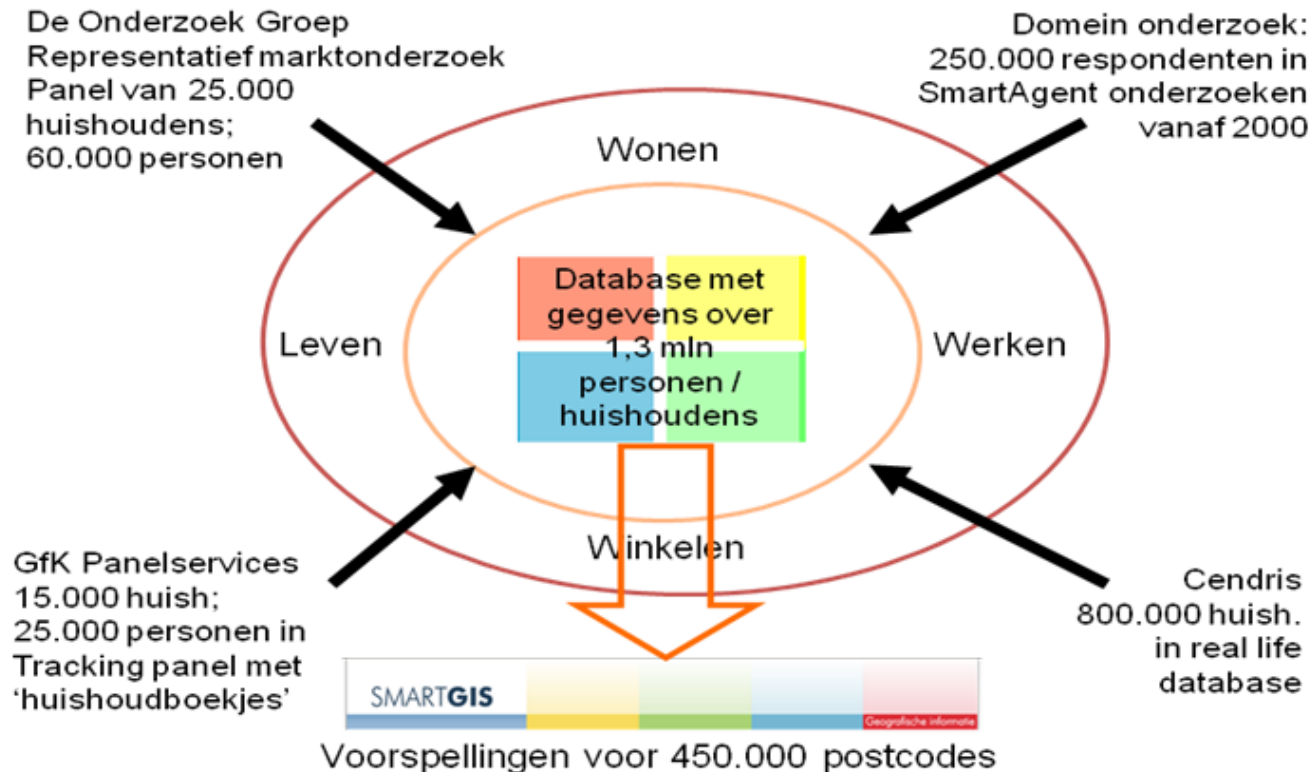 De Onderzoek Groep
Representatief marktonderzoek
Panel van 25.000
huishoudens;
60.000 personen
Domein onderzoek:
250.000 respondenten in
SmartAgent onderzoeken
vanaf 2000
Wonen
Leven
Database met
gegevens over
1,3 mln
personen /
huishoudens
Werken
Winkelen
GfK Panelservices
15.000 huish;
25.000 personen in
Tracking panel met
‘huishoudboekjes’
Cendris
800.000 huish.
in real life
database
SMARTGIS
Geografische informatie
Voorspellingen voor 450.000 postcodes